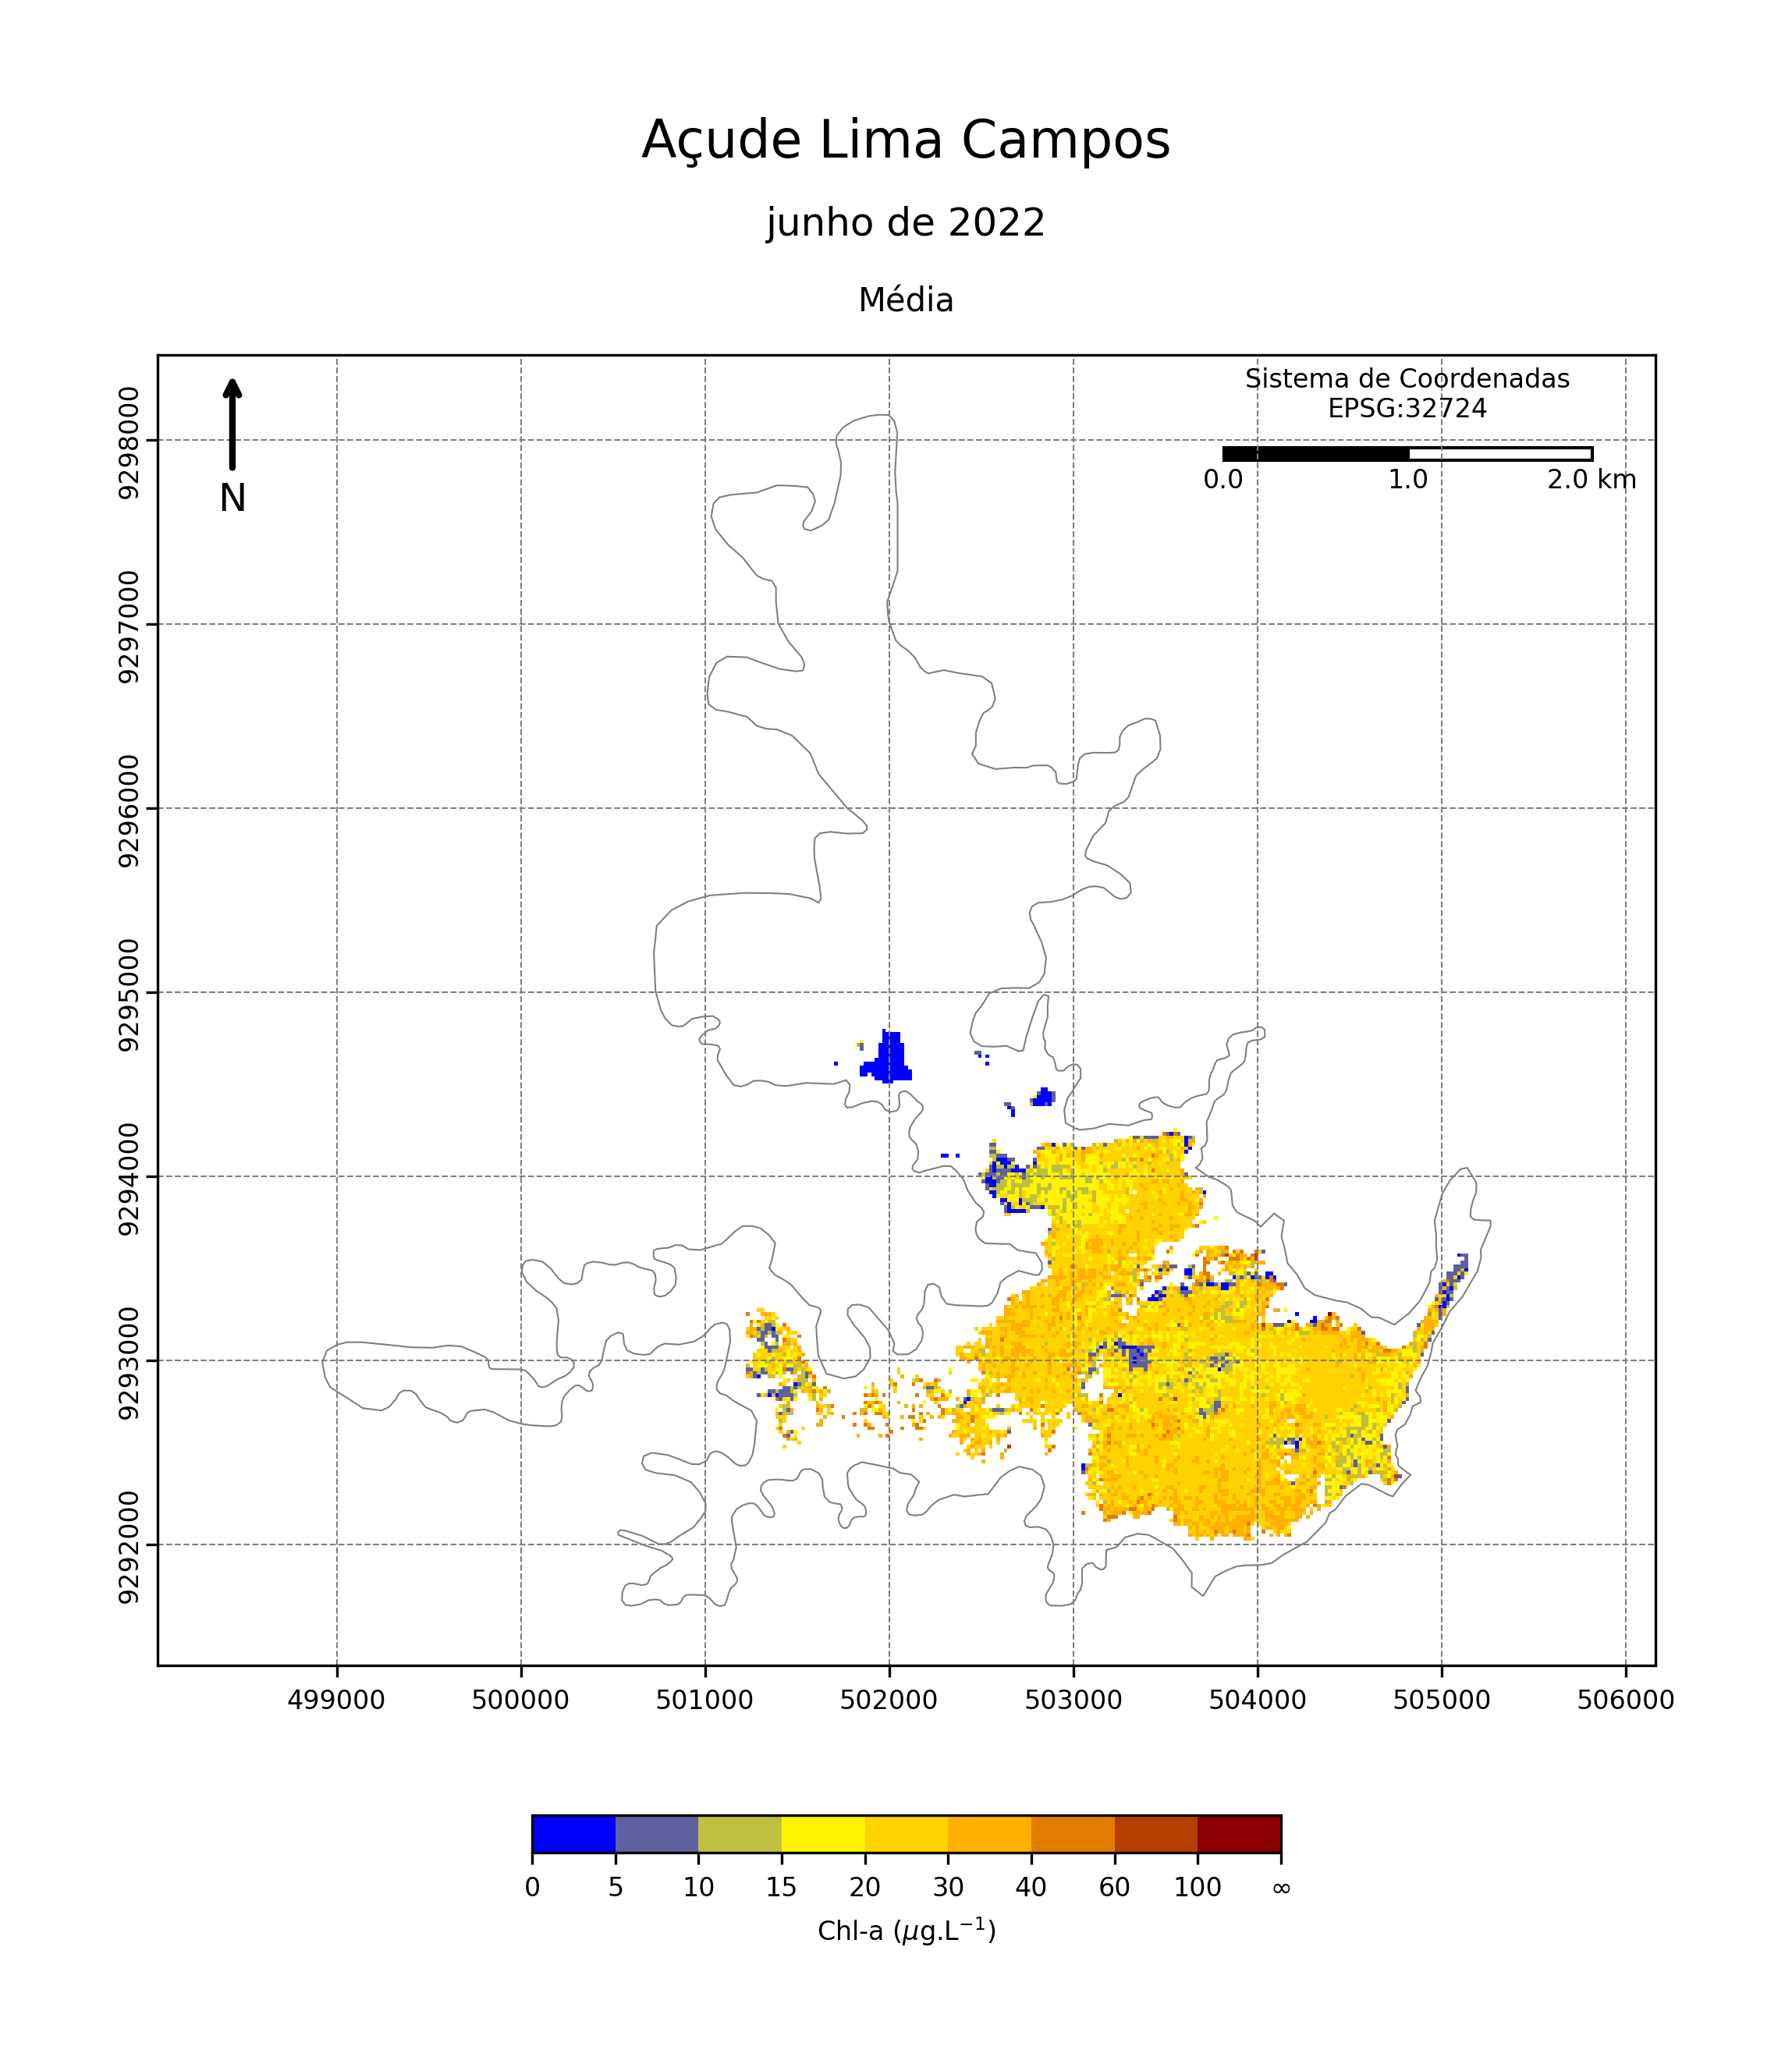 Açude Lima Campos
junho de 2022
Média
Sistema de Coordenadas
EPSG:32724
0.0 1.0 2.0 km
N
9298000
9297000
9296000
9295000
9294000
9293000
9292000
499000 500000 501000 502000 503000 504000 505000 506000
0 5 10 15 20 30 40 60 100 ∞
Chl-a (μg.L⁻¹)